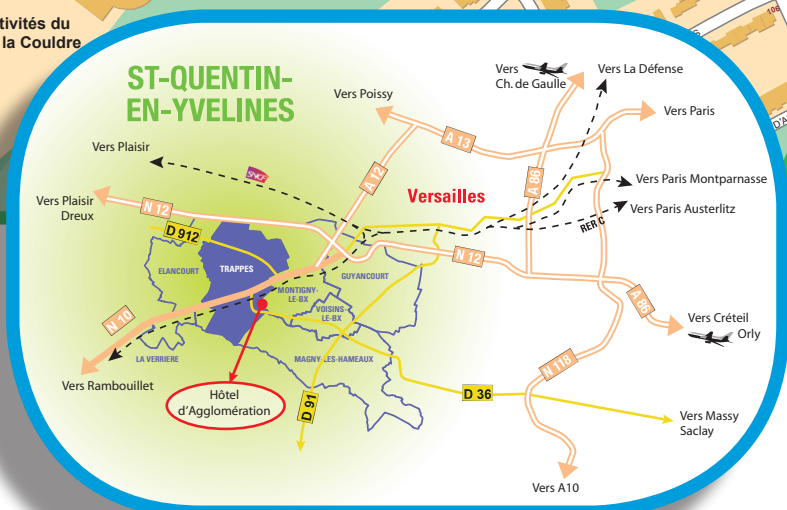 tivités du
la Couldre
106
D'A
ST-QUENTIN-
EN-YVELINES
Vers Poissy
Vers
Ch. de Gaulle
Vers La Défense
Vers Paris
Vers Plaisir
SNCF
A 13
A 12
A 86
Versailles
Vers Paris Montparnasse
Vers Plaisir
Dreux
N 12
Vers Paris Austerlitz
RER C
D 912
ELANCOURT
TRAPPES
GUYANCOURT
N 12
MONTIGNY-
LE-BX
VOISINS-
LE-BX
A 86
N 10
Vers Créteil
Orly
LA VERRIERE
MAGNY-LES-HAMEAUX
N 118
Vers Rambouillet
Hôtel
d'Agglomération
D 91
D 36
Vers Massy
Saclay
Vers A10